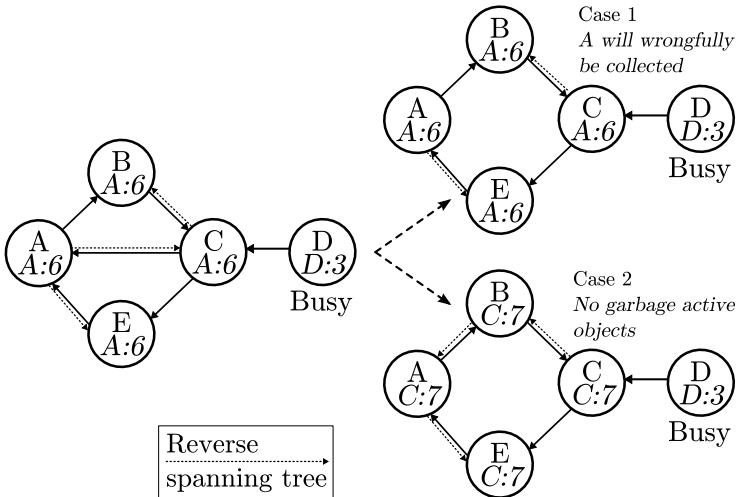 B
A:6
A
A:6
C
A:6
D
D:3
Busy
E
A:6
Case 1
A will wrongfully
be collected
B
A:6
A
A:6
C
A:6
D
D:3
Busy
E
A:6
Case 2
No garbage active
objects
B
C:7
A
C:7
C
C:7
D
D:3
Busy
E
C:7
Reverse
spanning tree